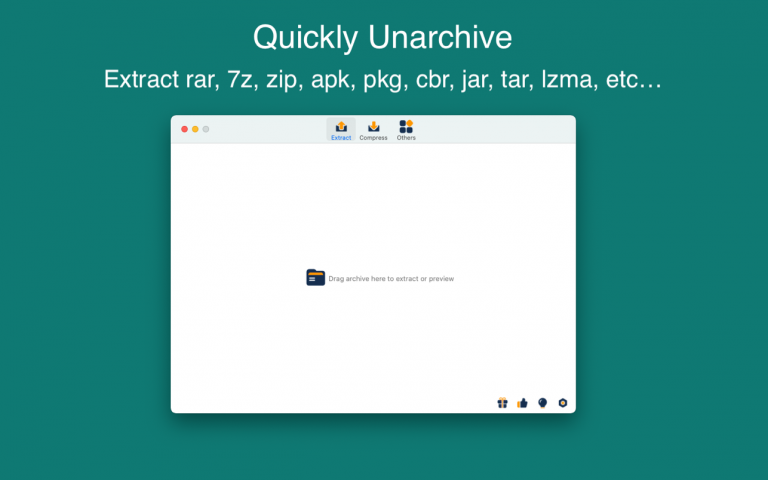 Quickly Unarchive
Extract rar, 7z, zip, apk, pkg, cbr, jar, tar, lzma, etc…
Extract Compress Others
Drag archive here to extract or preview